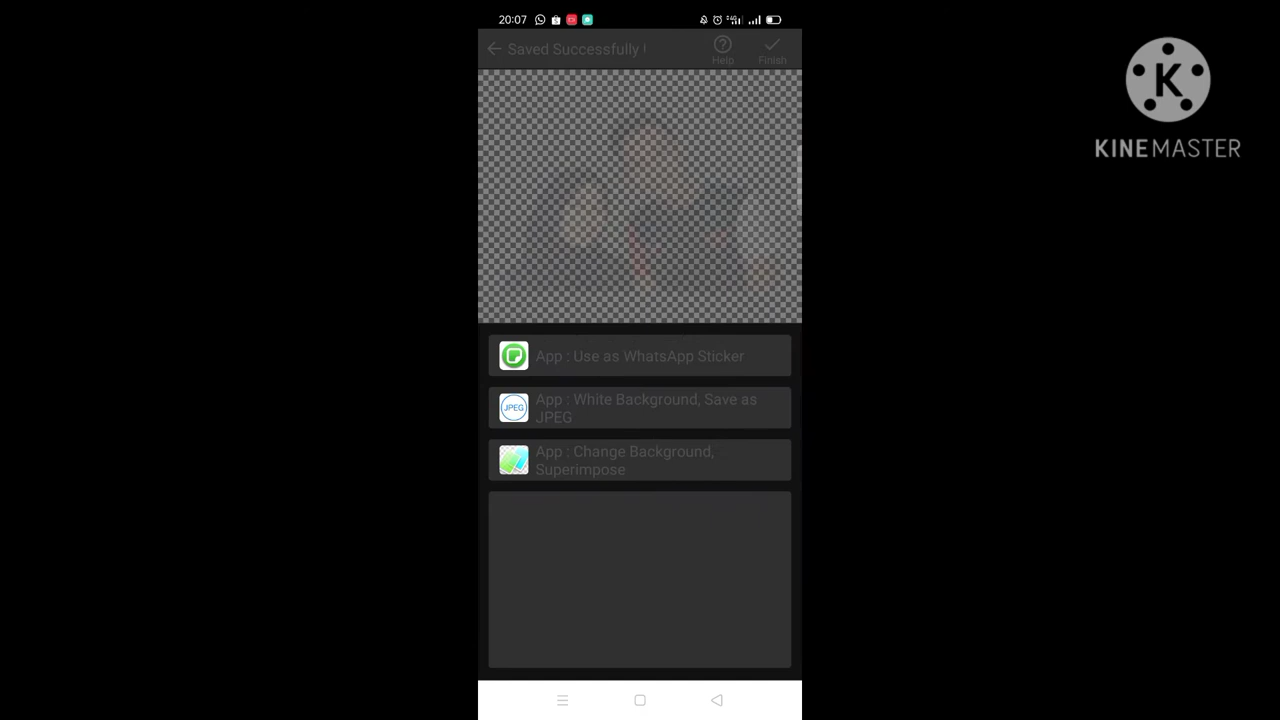 20:07
Saved Successfully !
Help
Finish
K
KINEMASTER
App : Use as WhatsApp Sticker
JPEG
App : White Background, Save as
JPEG
App : Change Background,
Superimpose